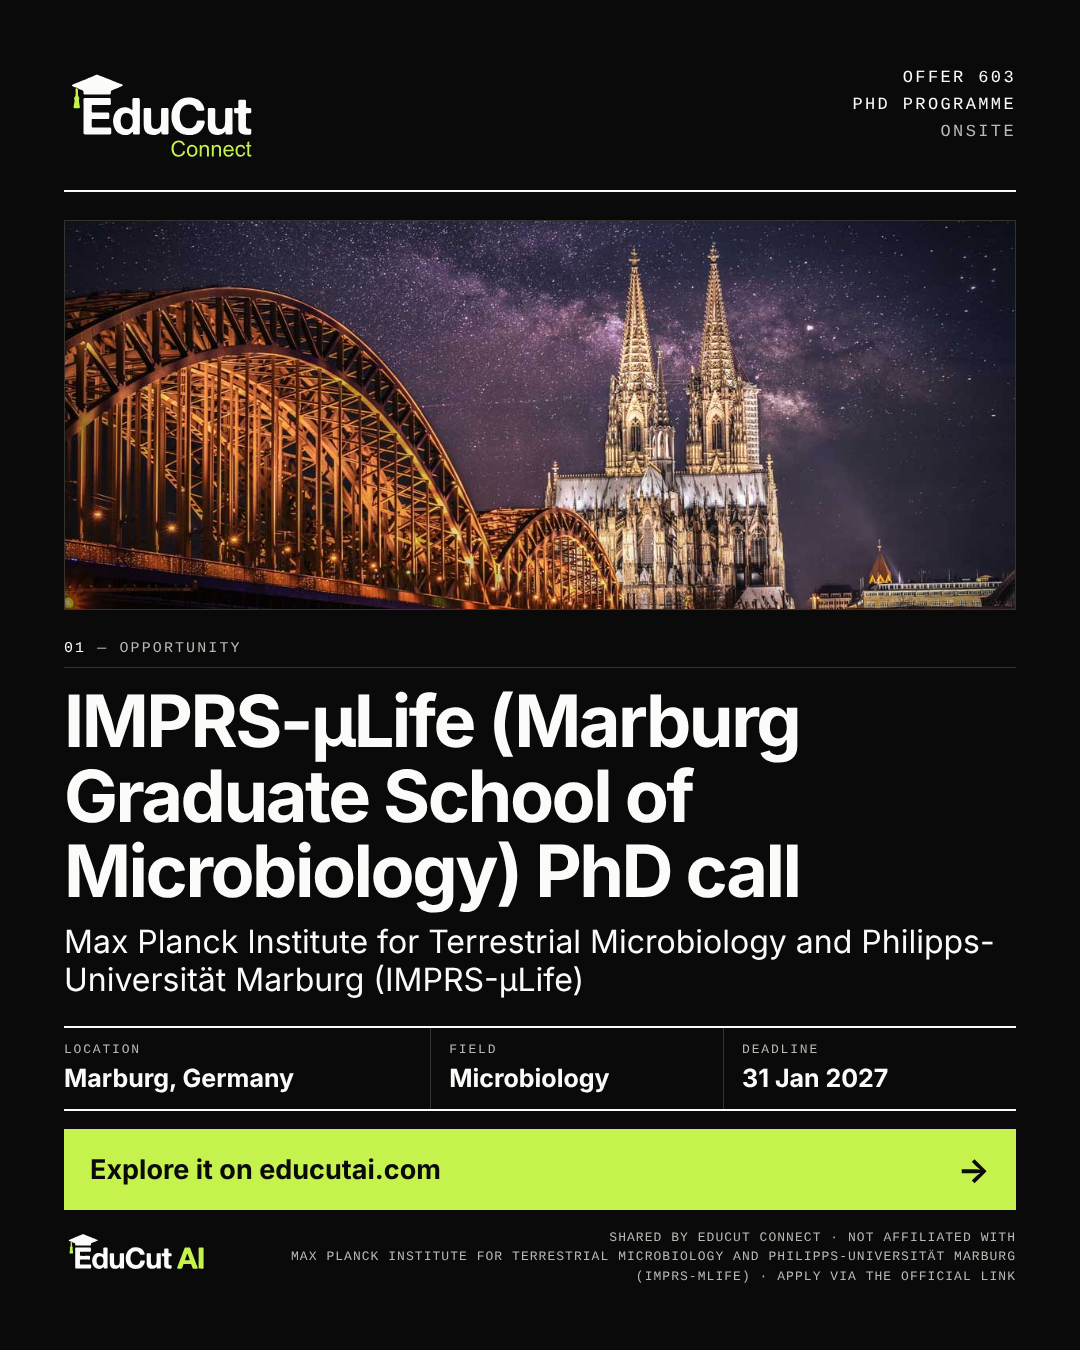 EduCut
Connect
OFFER 603
PHD PROGRAMME
ONSITE
01 — OPPORTUNITY
IMPRS-µLife (Marburg
Graduate School of
Microbiology) PhD call
Max Planck Institute for Terrestrial Microbiology and Philipps-
Universität Marburg (IMPRS-µLife)
LOCATION
Marburg, Germany
FIELD
Microbiology
DEADLINE
31 Jan 2027
Explore it on educutai.com →
EduCut AI
SHARED BY EDUCUT CONNECT · NOT AFFILIATED WITH
MAX PLANCK INSTITUTE FOR TERRESTRIAL MICROBIOLOGY AND PHILIPPS-UNIVERSITÄT MARBURG
(IMPRS-MLIFE) · APPLY VIA THE OFFICIAL LINK